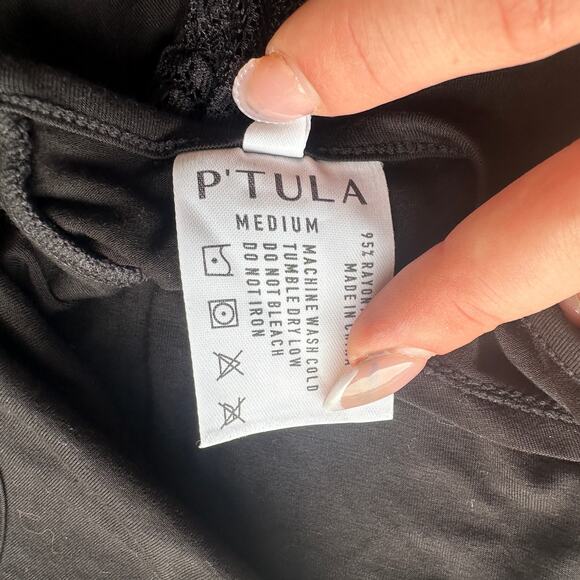 P'TULA
MEDIUM
95% RAYON
MADE IN
MACHINE WASH COLD
TUMBLE DRY LOW
DO NOT BLEACH
DO NOT IRON